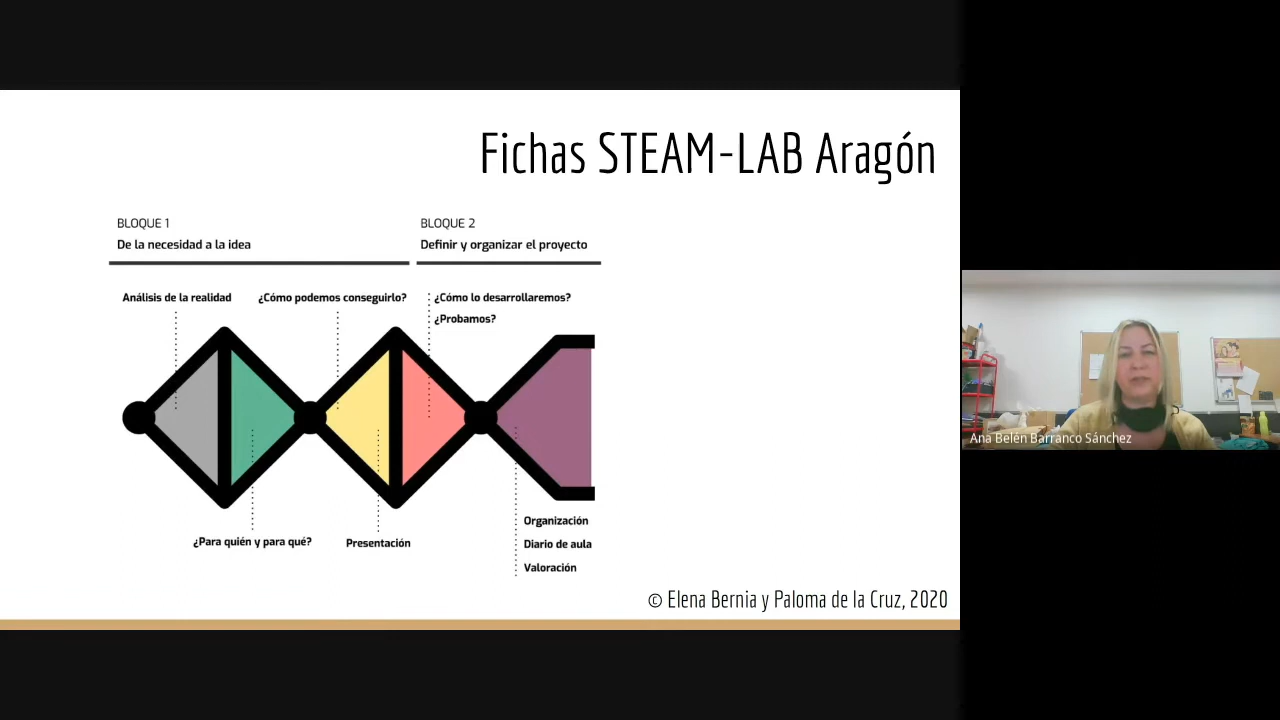 Fichas STEAM-LAB Aragón
BLOQUE 1
De la necesidad a la idea
BLOQUE 2
Definir y organizar el proyecto
Análisis de la realidad
¿Cómo podemos conseguirlo?
¿Cómo lo desarrollaremos?
¿Probamos?
¿Para quién y para qué?
Presentación
Organización
Diario de aula
Valoración
© Elena Bernia y Paloma de la Cruz, 2020
Ana Belén Barranco Sánchez